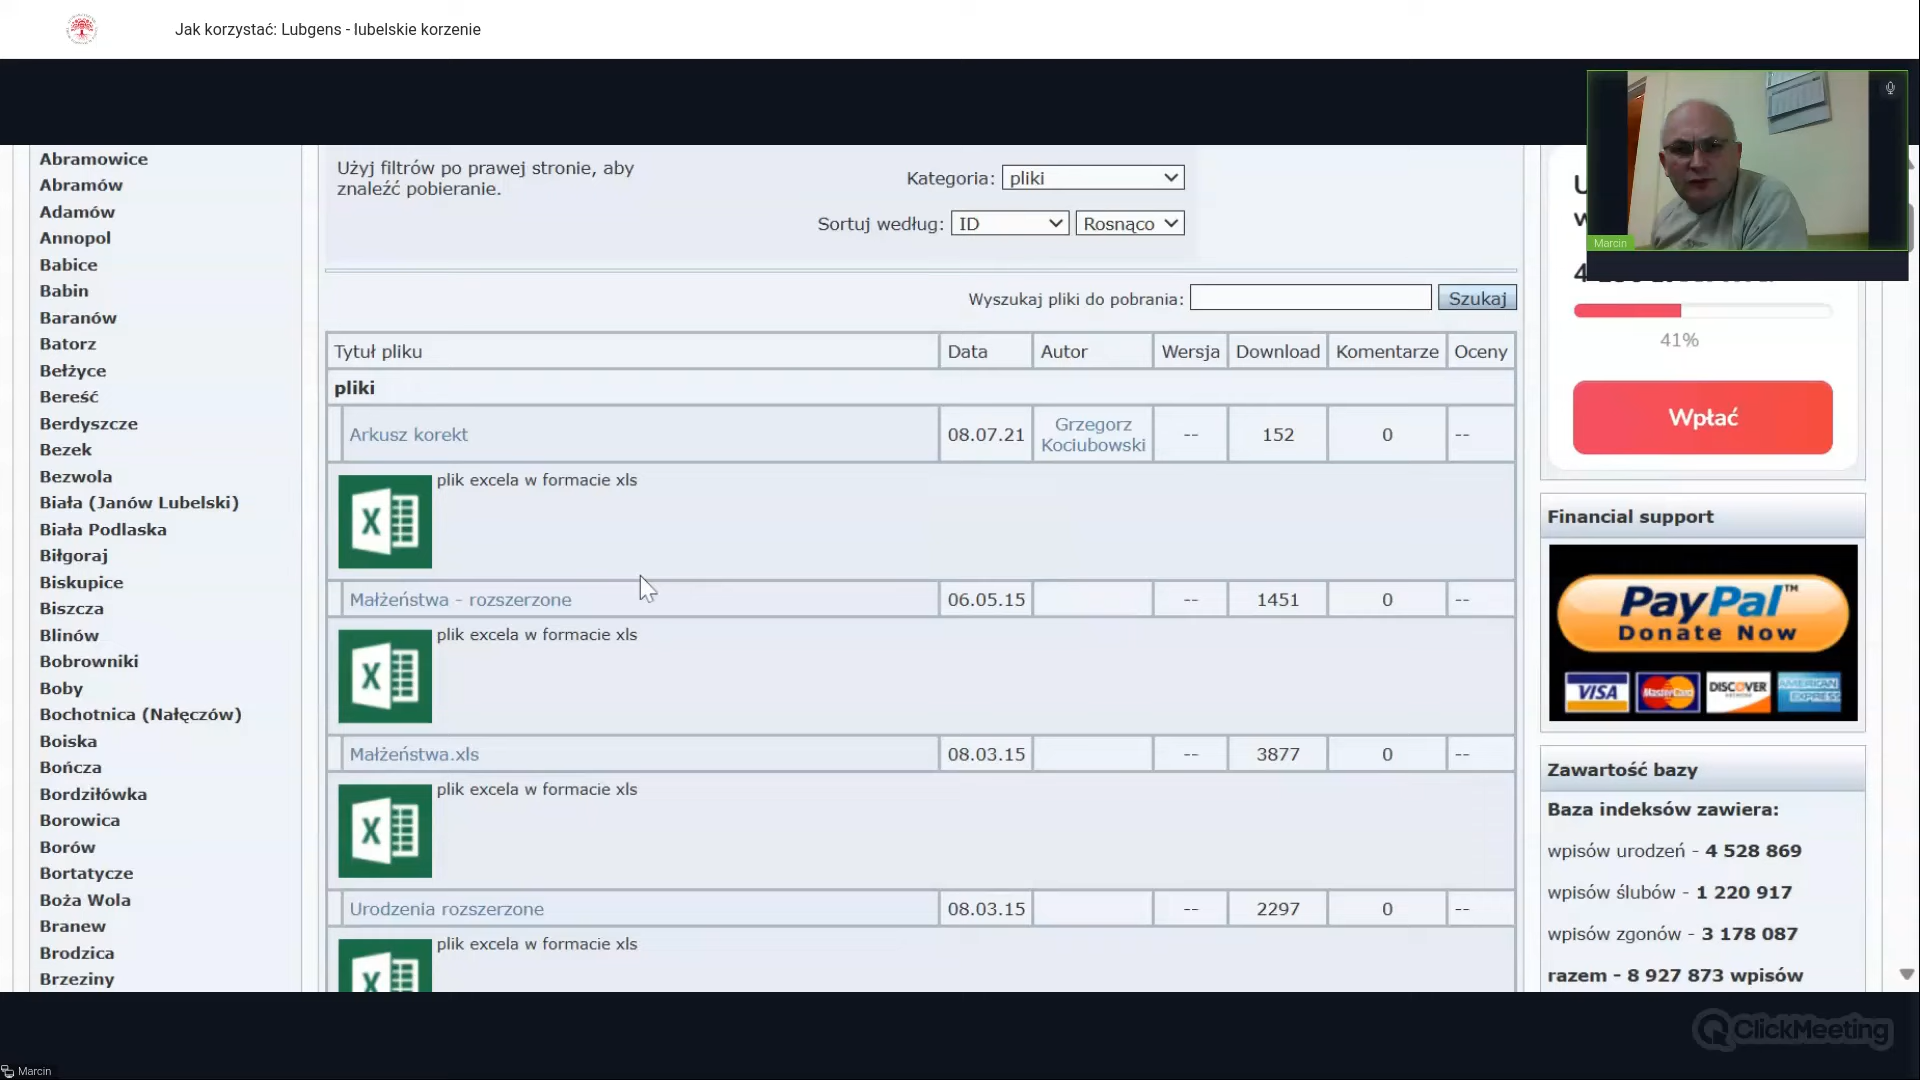 Jak korzystać: Lubgens - lubelskie korzenie
Marcin
Abramowice
Abramów
Adamów
Annopol
Babice
Babin
Baranów
Batorz
Bełżyce
Bereść
Berdyszcze
Bezek
Bezwola
Biała (Janów Lubelski)
Biała Podlaska
Biłgoraj
Biskupice
Biszcza
Blinów
Bobrowniki
Boby
Bochotnica (Nałęczów)
Boiska
Bończa
Bordziłówka
Borowica
Borów
Bortatycze
Boża Wola
Branew
Brodzica
Brzeziny
Użyj filtrów po prawej stronie, aby
znaleźć pobieranie.
Kategoria: pliki
Sortuj według: ID Rosnąco
Wyszukaj pliki do pobrania: Szukaj
Tytuł pliku Data Autor Wersja Download Komentarze Oceny
pliki
Arkusz korekt 08.07.21 Grzegorz Kociubowski -- 152 0 --
plik excela w formacie xls
Małżeństwa - rozszerzone 06.05.15 -- 1451 0 --
plik excela w formacie xls
Małżeństwa.xls 08.03.15 -- 3877 0 --
plik excela w formacie xls
Urodzenia rozszerzone 08.03.15 -- 2297 0 --
plik excela w formacie xls
41%
Wpłać
Financial support
PayPal™
Donate Now
VISA MasterCard DISCOVER AMERICAN EXPRESS
Zawartość bazy
Baza indeksów zawiera:
wpisów urodzeń - 4 528 869
wpisów ślubów - 1 220 917
wpisów zgonów - 3 178 087
razem - 8 927 873 wpisów
ClickMeeting
Marcin